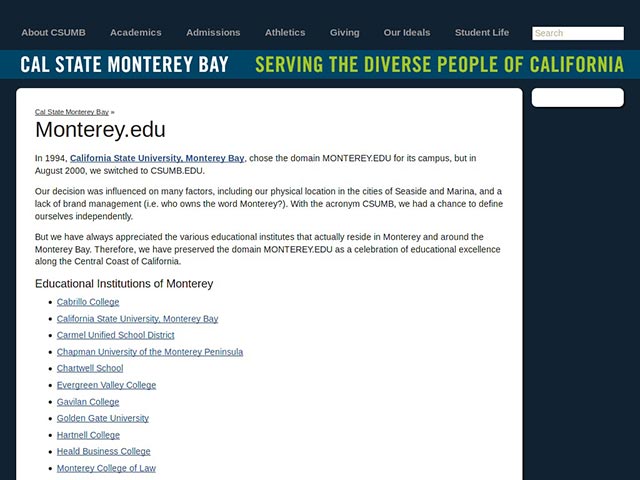 About CSUMB Academics Admissions Athletics Giving Our Ideals Student Life Search
CAL STATE MONTEREY BAY SERVING THE DIVERSE PEOPLE OF CALIFORNIA
Cal State Monterey Bay »
Monterey.edu
In 1994, California State University, Monterey Bay, chose the domain MONTEREY.EDU for its campus, but in
August 2000, we switched to CSUMB.EDU.
Our decision was influenced on many factors, including our physical location in the cities of Seaside and Marina, and a
lack of brand management (i.e. who owns the word Monterey?). With the acronym CSUMB, we had a chance to define
ourselves independently.
But we have always appreciated the various educational institutes that actually reside in Monterey and around the
Monterey Bay. Therefore, we have preserved the domain MONTEREY.EDU as a celebration of educational excellence
along the Central Coast of California.
Educational Institutions of Monterey
Cabrillo College
California State University, Monterey Bay
Carmel Unified School District
Chapman University of the Monterey Peninsula
Chartwell School
Evergreen Valley College
Gavilan College
Golden Gate University
Hartnell College
Heald Business College
Monterey College of Law